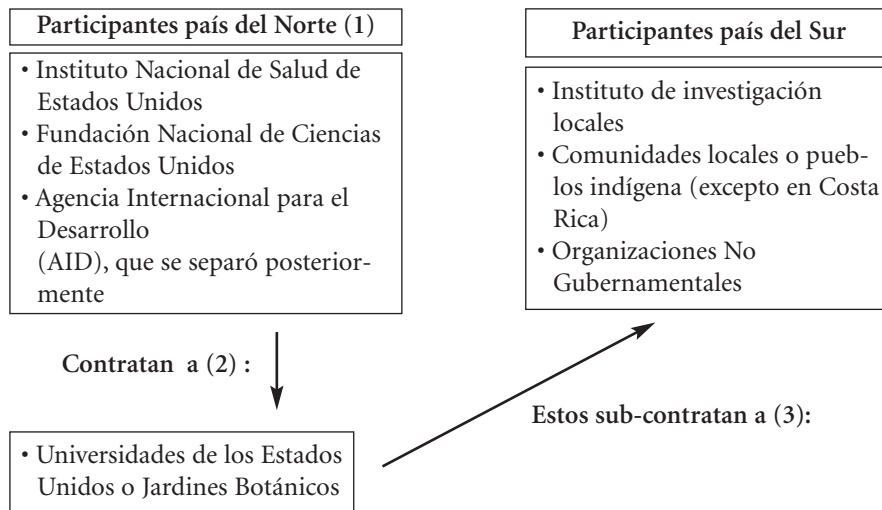 Participantes país del Norte (1)
• Instituto Nacional de Salud de
Estados Unidos
• Fundación Nacional de Ciencias
de Estados Unidos
• Agencia Internacional para el
Desarrollo
(AID), que se separó posterior-
mente
Contratan a (2) :
• Universidades de los Estados
Unidos o Jardines Botánicos
Estos sub-contratan a (3):
Participantes país del Sur
• Instituto de investigación
locales
• Comunidades locales o pueb-
los indígena (excepto en Costa
Rica)
• Organizaciones No
Gubernamentales